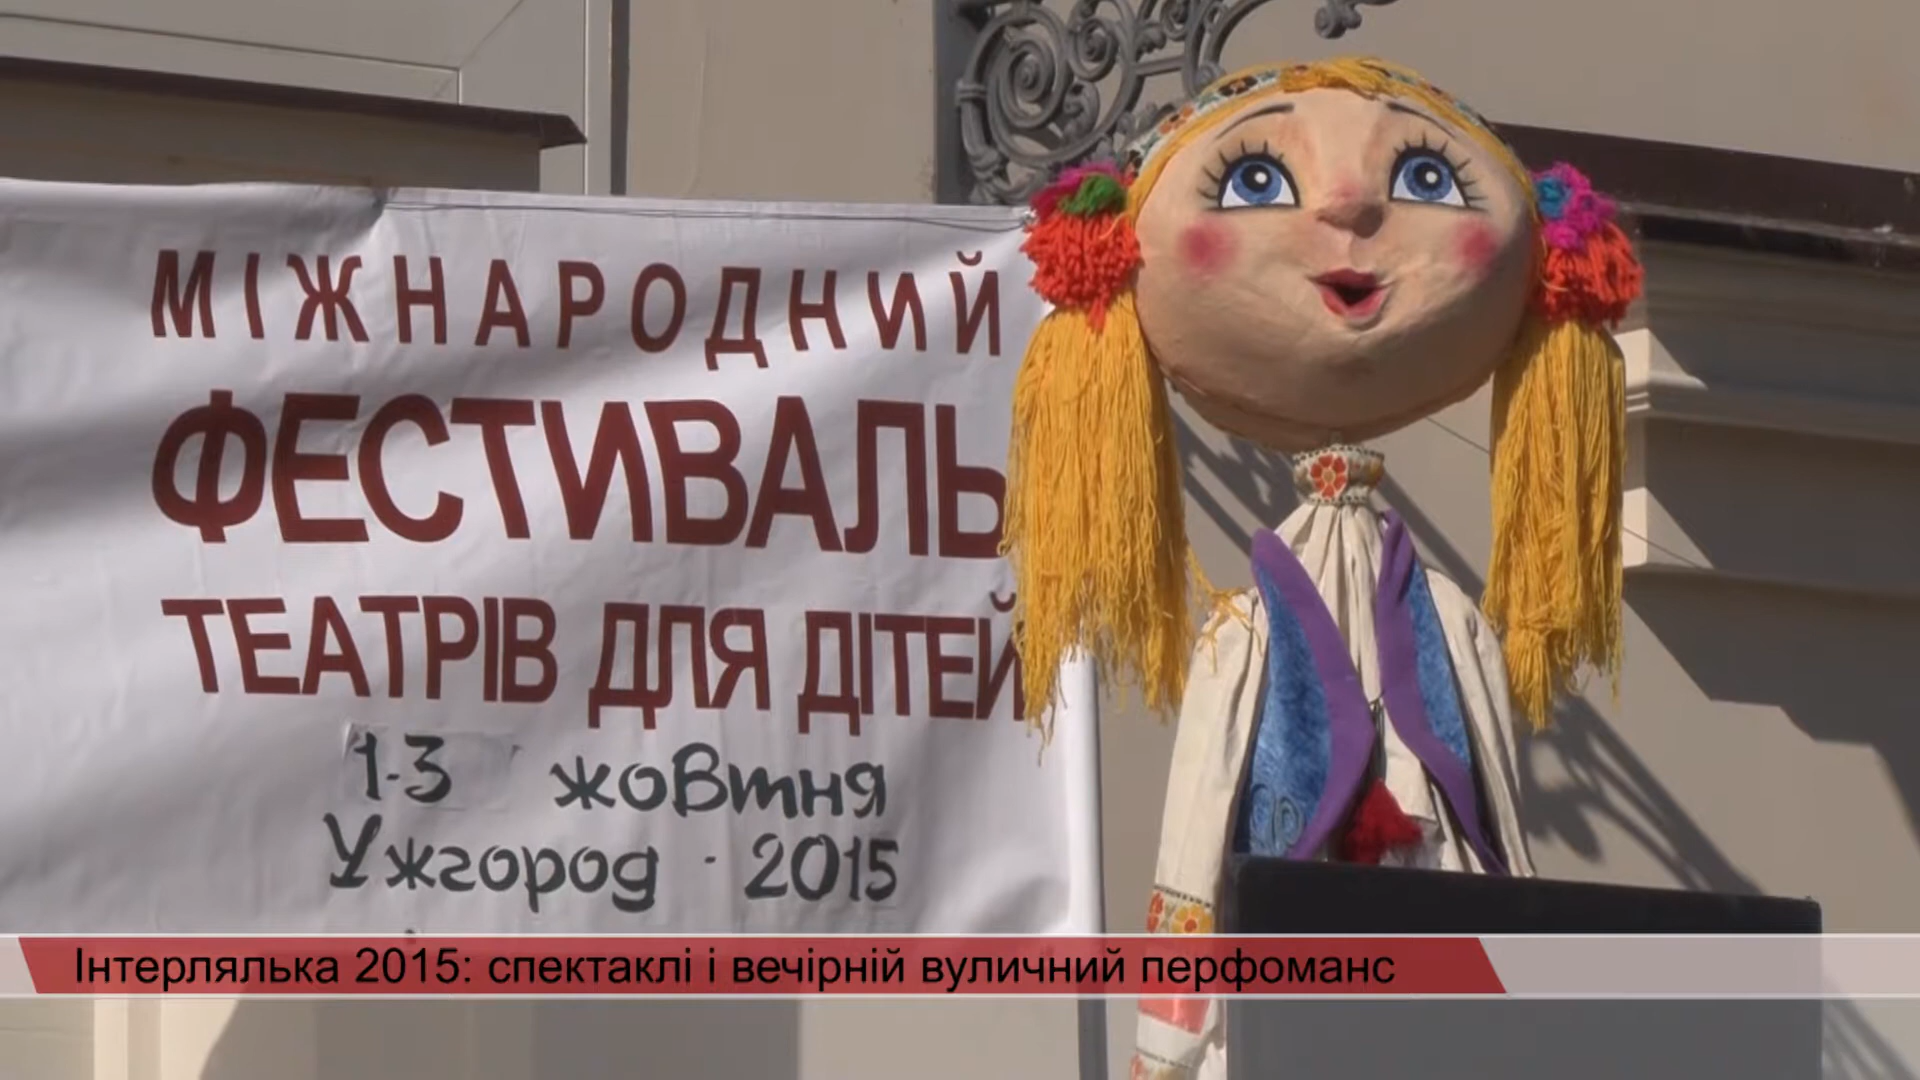 МІЖНАРОДНИЙ
ФЕСТИВАЛЬ
ТЕАТРІВ ДЛЯ ДІТЕЙ
1-3 жовтня
Ужгород · 2015
Інтерлялька 2015: спектаклі і вечірній вуличний перфоманс